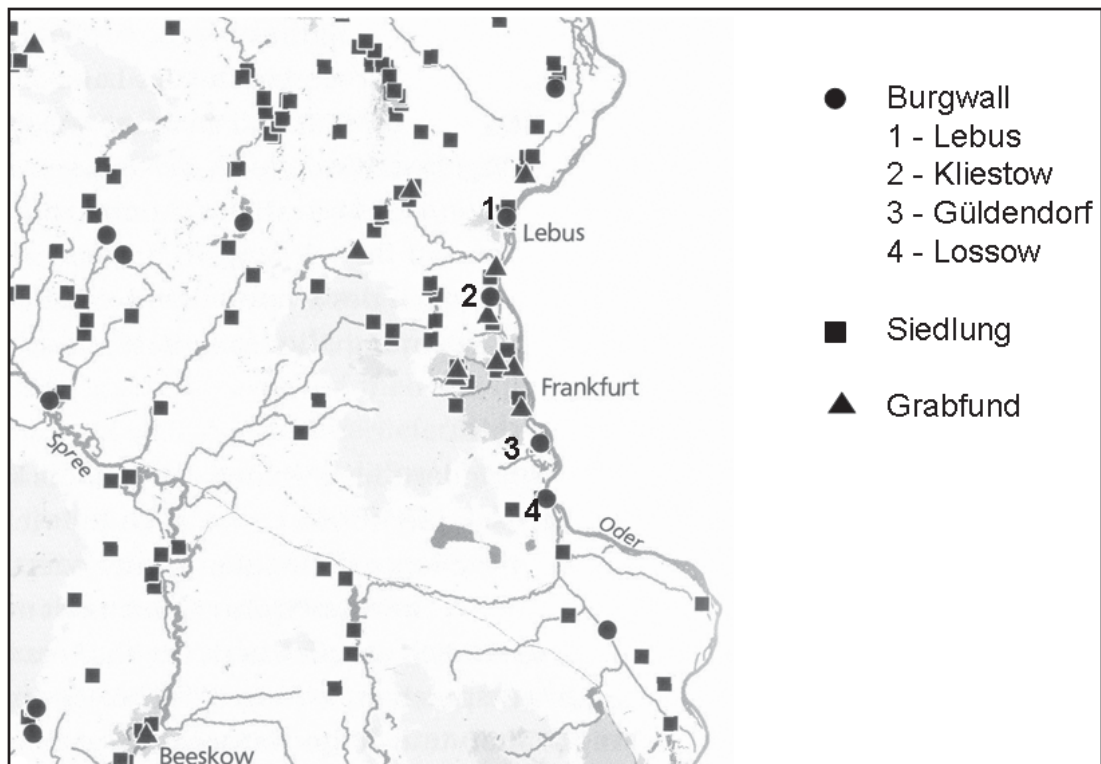 1
Lebus
2
Frankfurt
3
4
Spree
Oder
Beeskow
Burgwall
1 - Lebus
2 - Kliestow
3 - Güldendorf
4 - Lossow
Siedlung
Grabfund